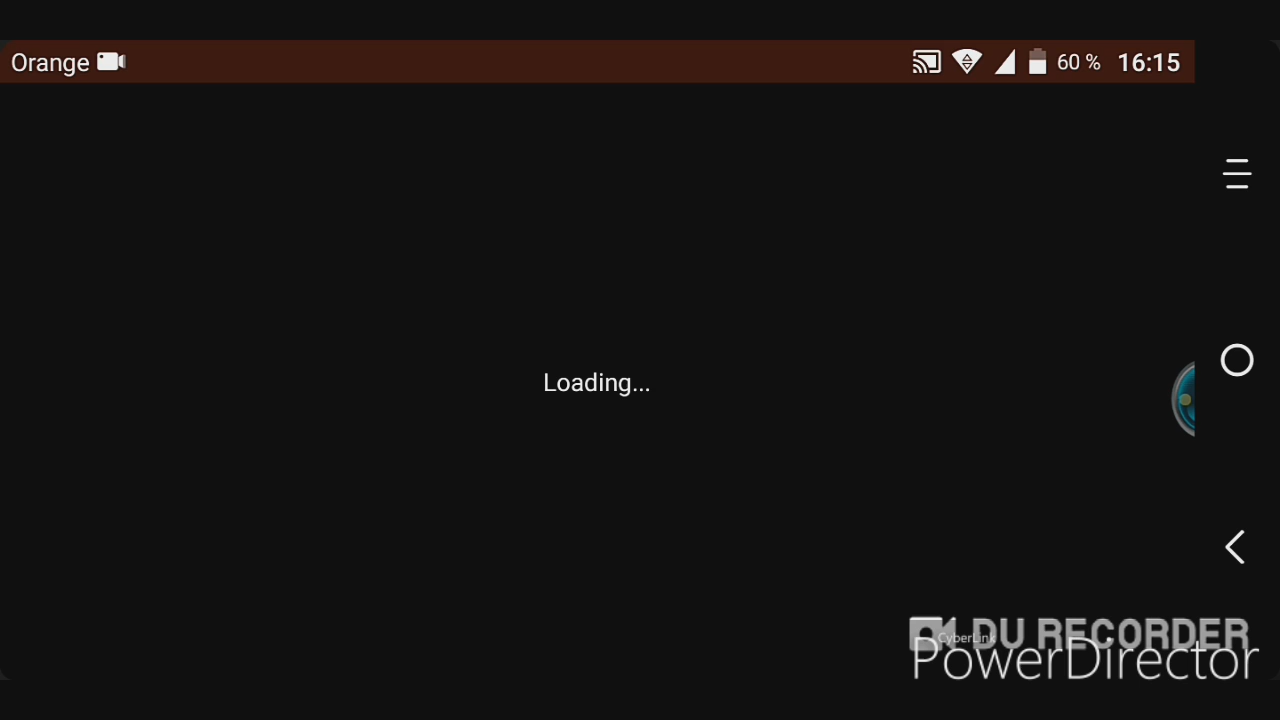 Orange 60 % 16:15
Loading...
DU RECORDER
CyberLink
PowerDirector